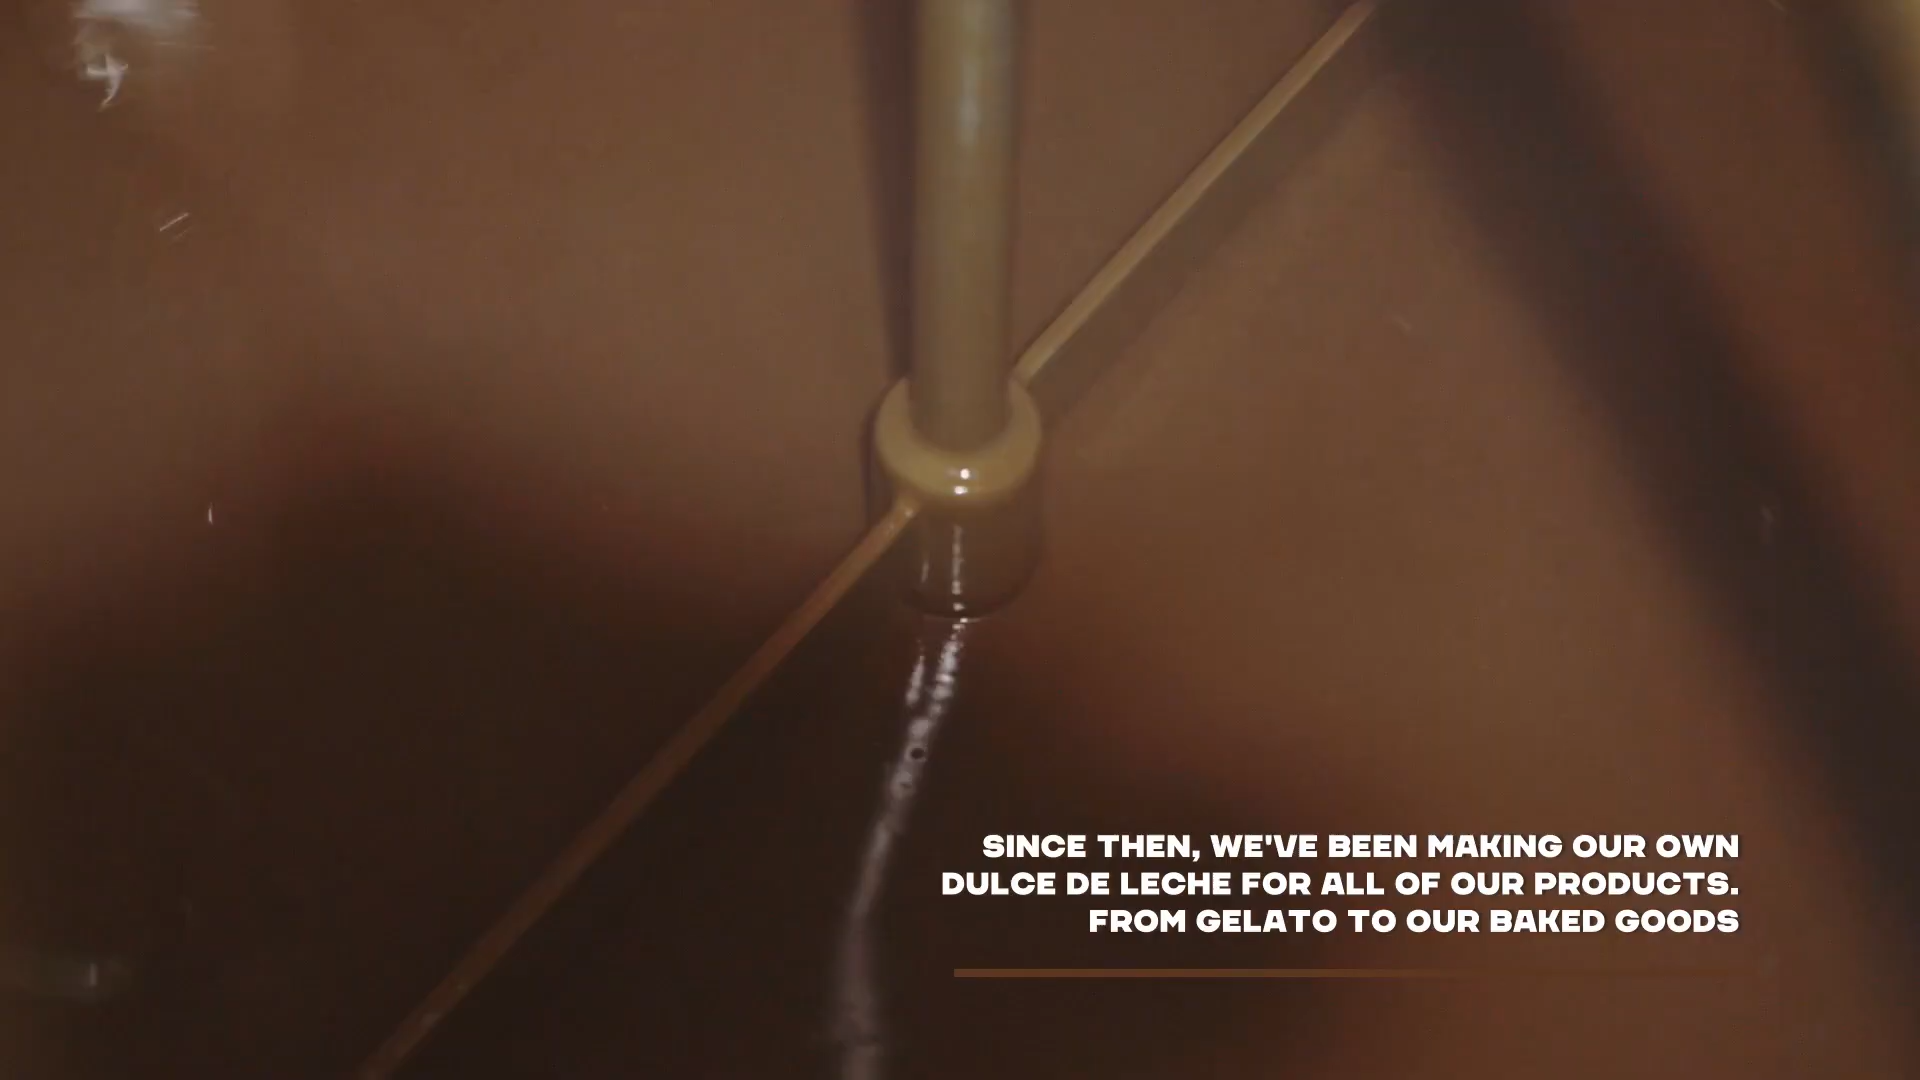 SINCE THEN, WE'VE BEEN MAKING OUR OWN
DULCE DE LECHE FOR ALL OF OUR PRODUCTS.
FROM GELATO TO OUR BAKED GOODS